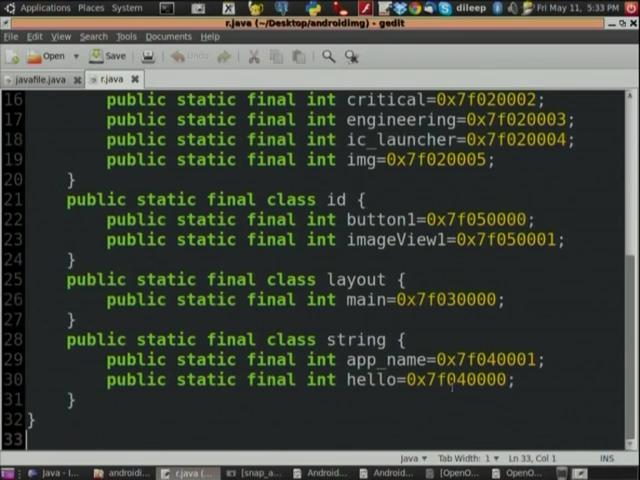 Applications Places System dileep Fri May 11, 5:33 PM
r.java (~/Desktop/androidimg) - gedit
File Edit View Search Tools Documents Help
Open Save Undo
javafile.java r.java
16 public static final int critical=0x7f020002;
17 public static final int engineering=0x7f020003;
18 public static final int ic_launcher=0x7f020004;
19 public static final int img=0x7f020005;
20 }
21 public static final class id {
22 public static final int button1=0x7f050000;
23 public static final int imageView1=0x7f050001;
24 }
25 public static final class layout {
26 public static final int main=0x7f030000;
27 }
28 public static final class string {
29 public static final int app_name=0x7f040001;
30 public static final int hello=0x7f040000;
31 }
32 }
33
Java Tab Width: 1 Ln 33, Col 1 INS
Java - I... androidi... r.java (... [snap_a... Android... Android... [OpenO... OpenO...